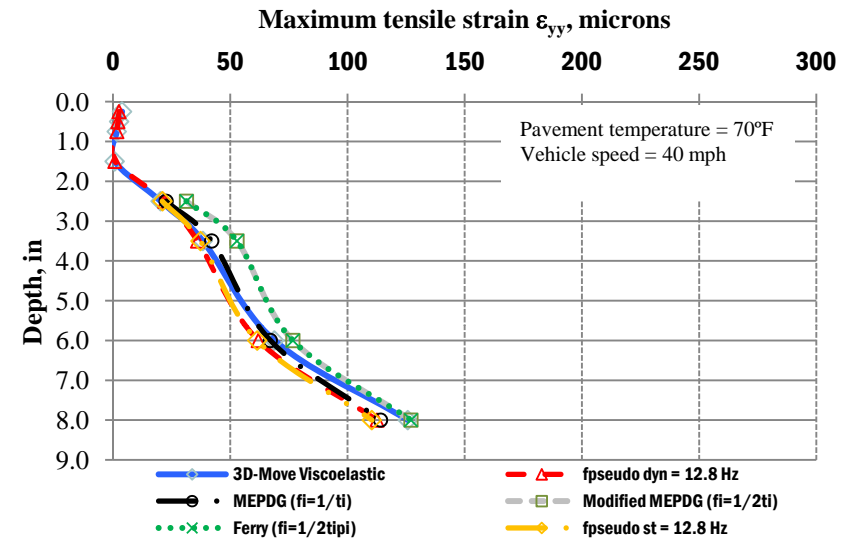 Maximum tensile strain εyy, microns
0 50 100 150 200 250 300
0.0
1.0
2.0
3.0
4.0
5.0
6.0
7.0
8.0
9.0
Depth, in
Pavement temperature = 70ºF
Vehicle speed = 40 mph
3D-Move Viscoelastic
fpseudo dyn = 12.8 Hz
MEPDG (fi=1/ti)
Modified MEPDG (fi=1/2ti)
Ferry (fi=1/2tipi)
fpseudo st = 12.8 Hz